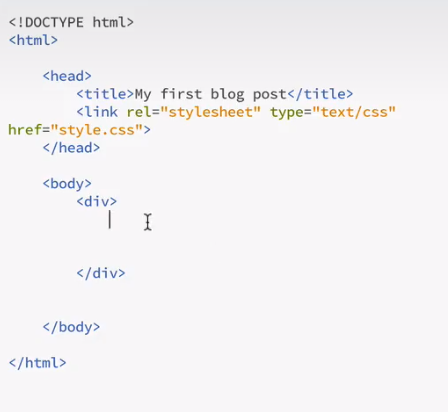 <!DOCTYPE html>
<html>
<head>
<title>My first blog post</title>
<link rel="stylesheet" type="text/css"
href="style.css">
</head>
<body>
<div>
</div>
</body>
</html>